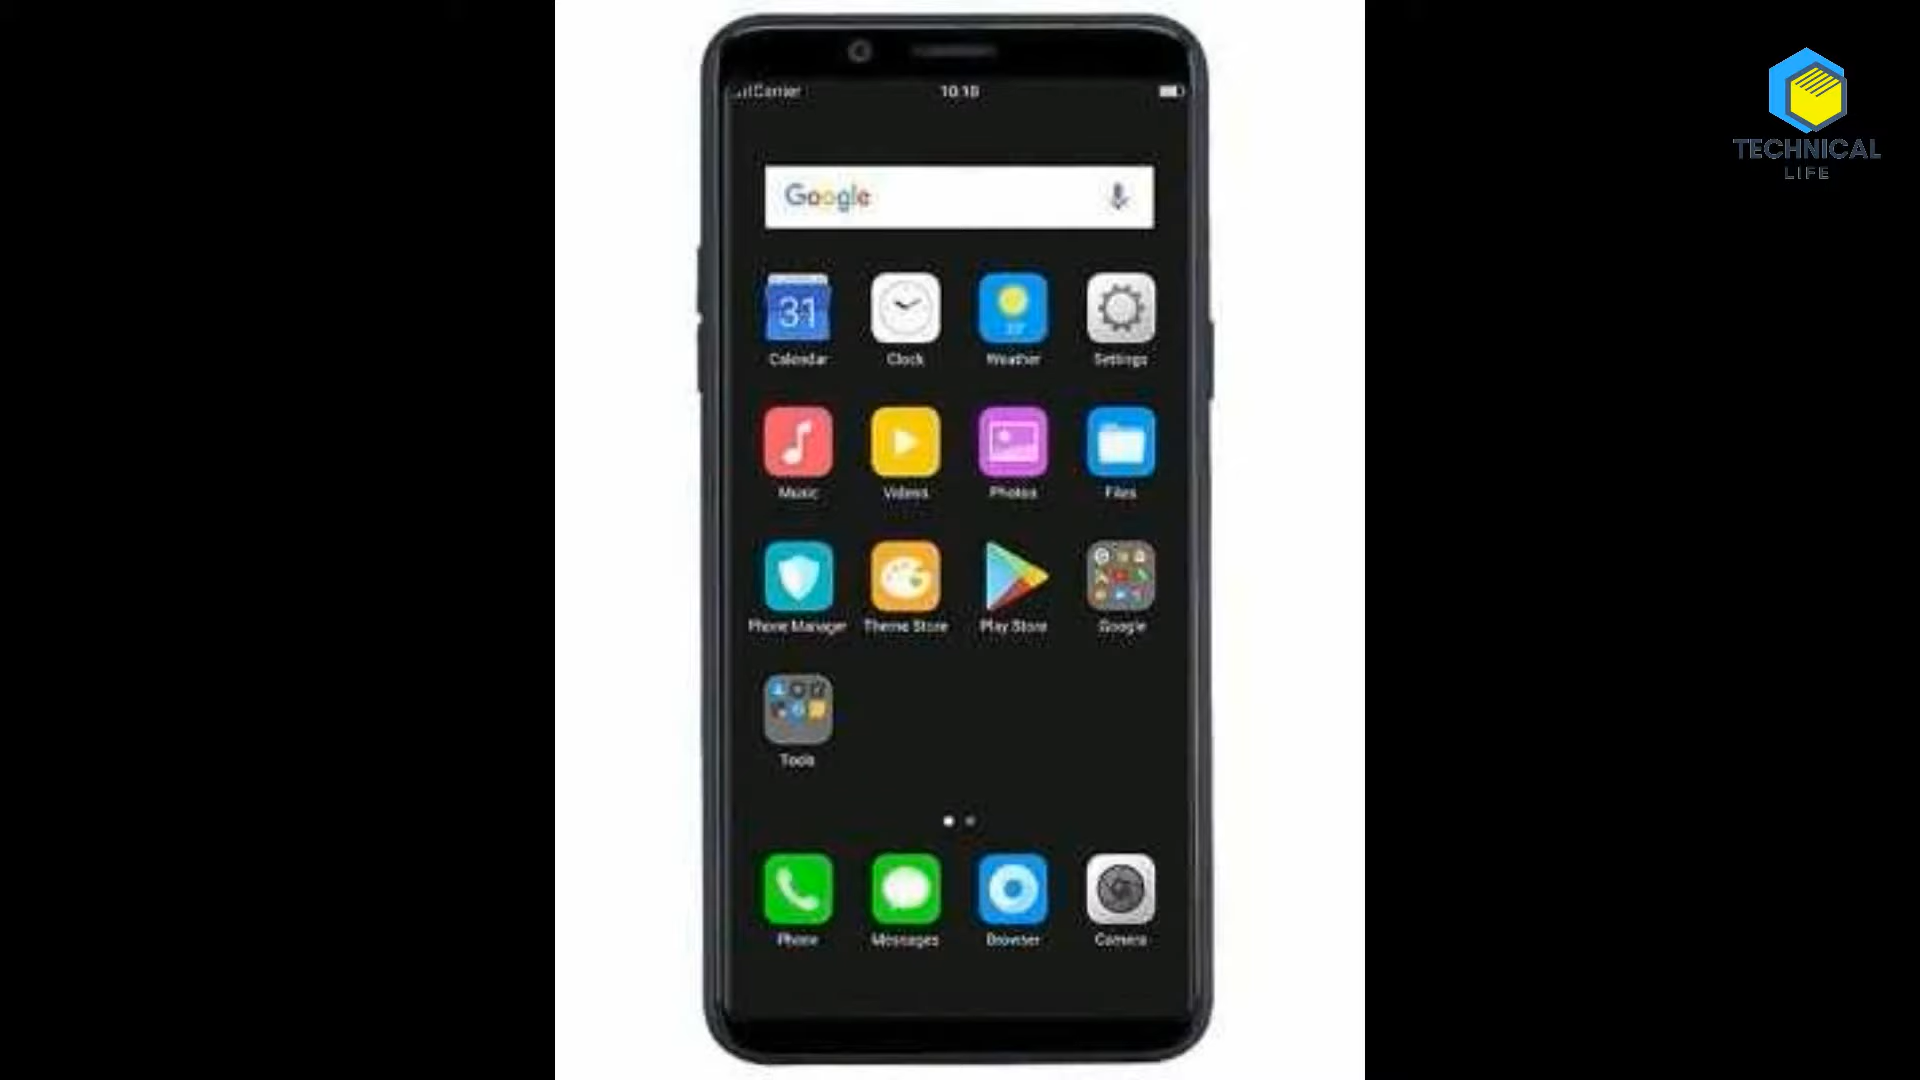 Carrier 10:10
TECHNICAL
LIFE
Google
31
Calendar Clock Weather Settings
Music Videos Photos Files
Phone Manager Theme Store Play Store Google
Tools
Phone Messages Browser Camera